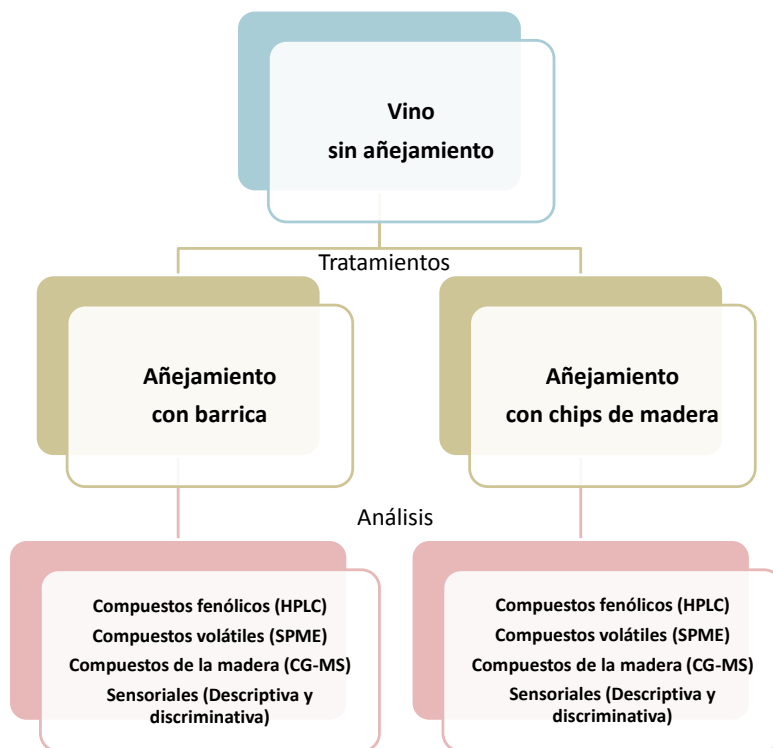 Vino
sin añejamiento
Tratamientos
Añejamiento
con barrica
Añejamiento
con chips de madera
Análisis
Compuestos fenólicos (HPLC)
Compuestos volátiles (SPME)
Compuestos de la madera (CG-MS)
Sensoriales (Descriptiva y
discriminativa)
Compuestos fenólicos (HPLC)
Compuestos volátiles (SPME)
Compuestos de la madera (CG-MS)
Sensoriales (Descriptiva y
discriminativa)